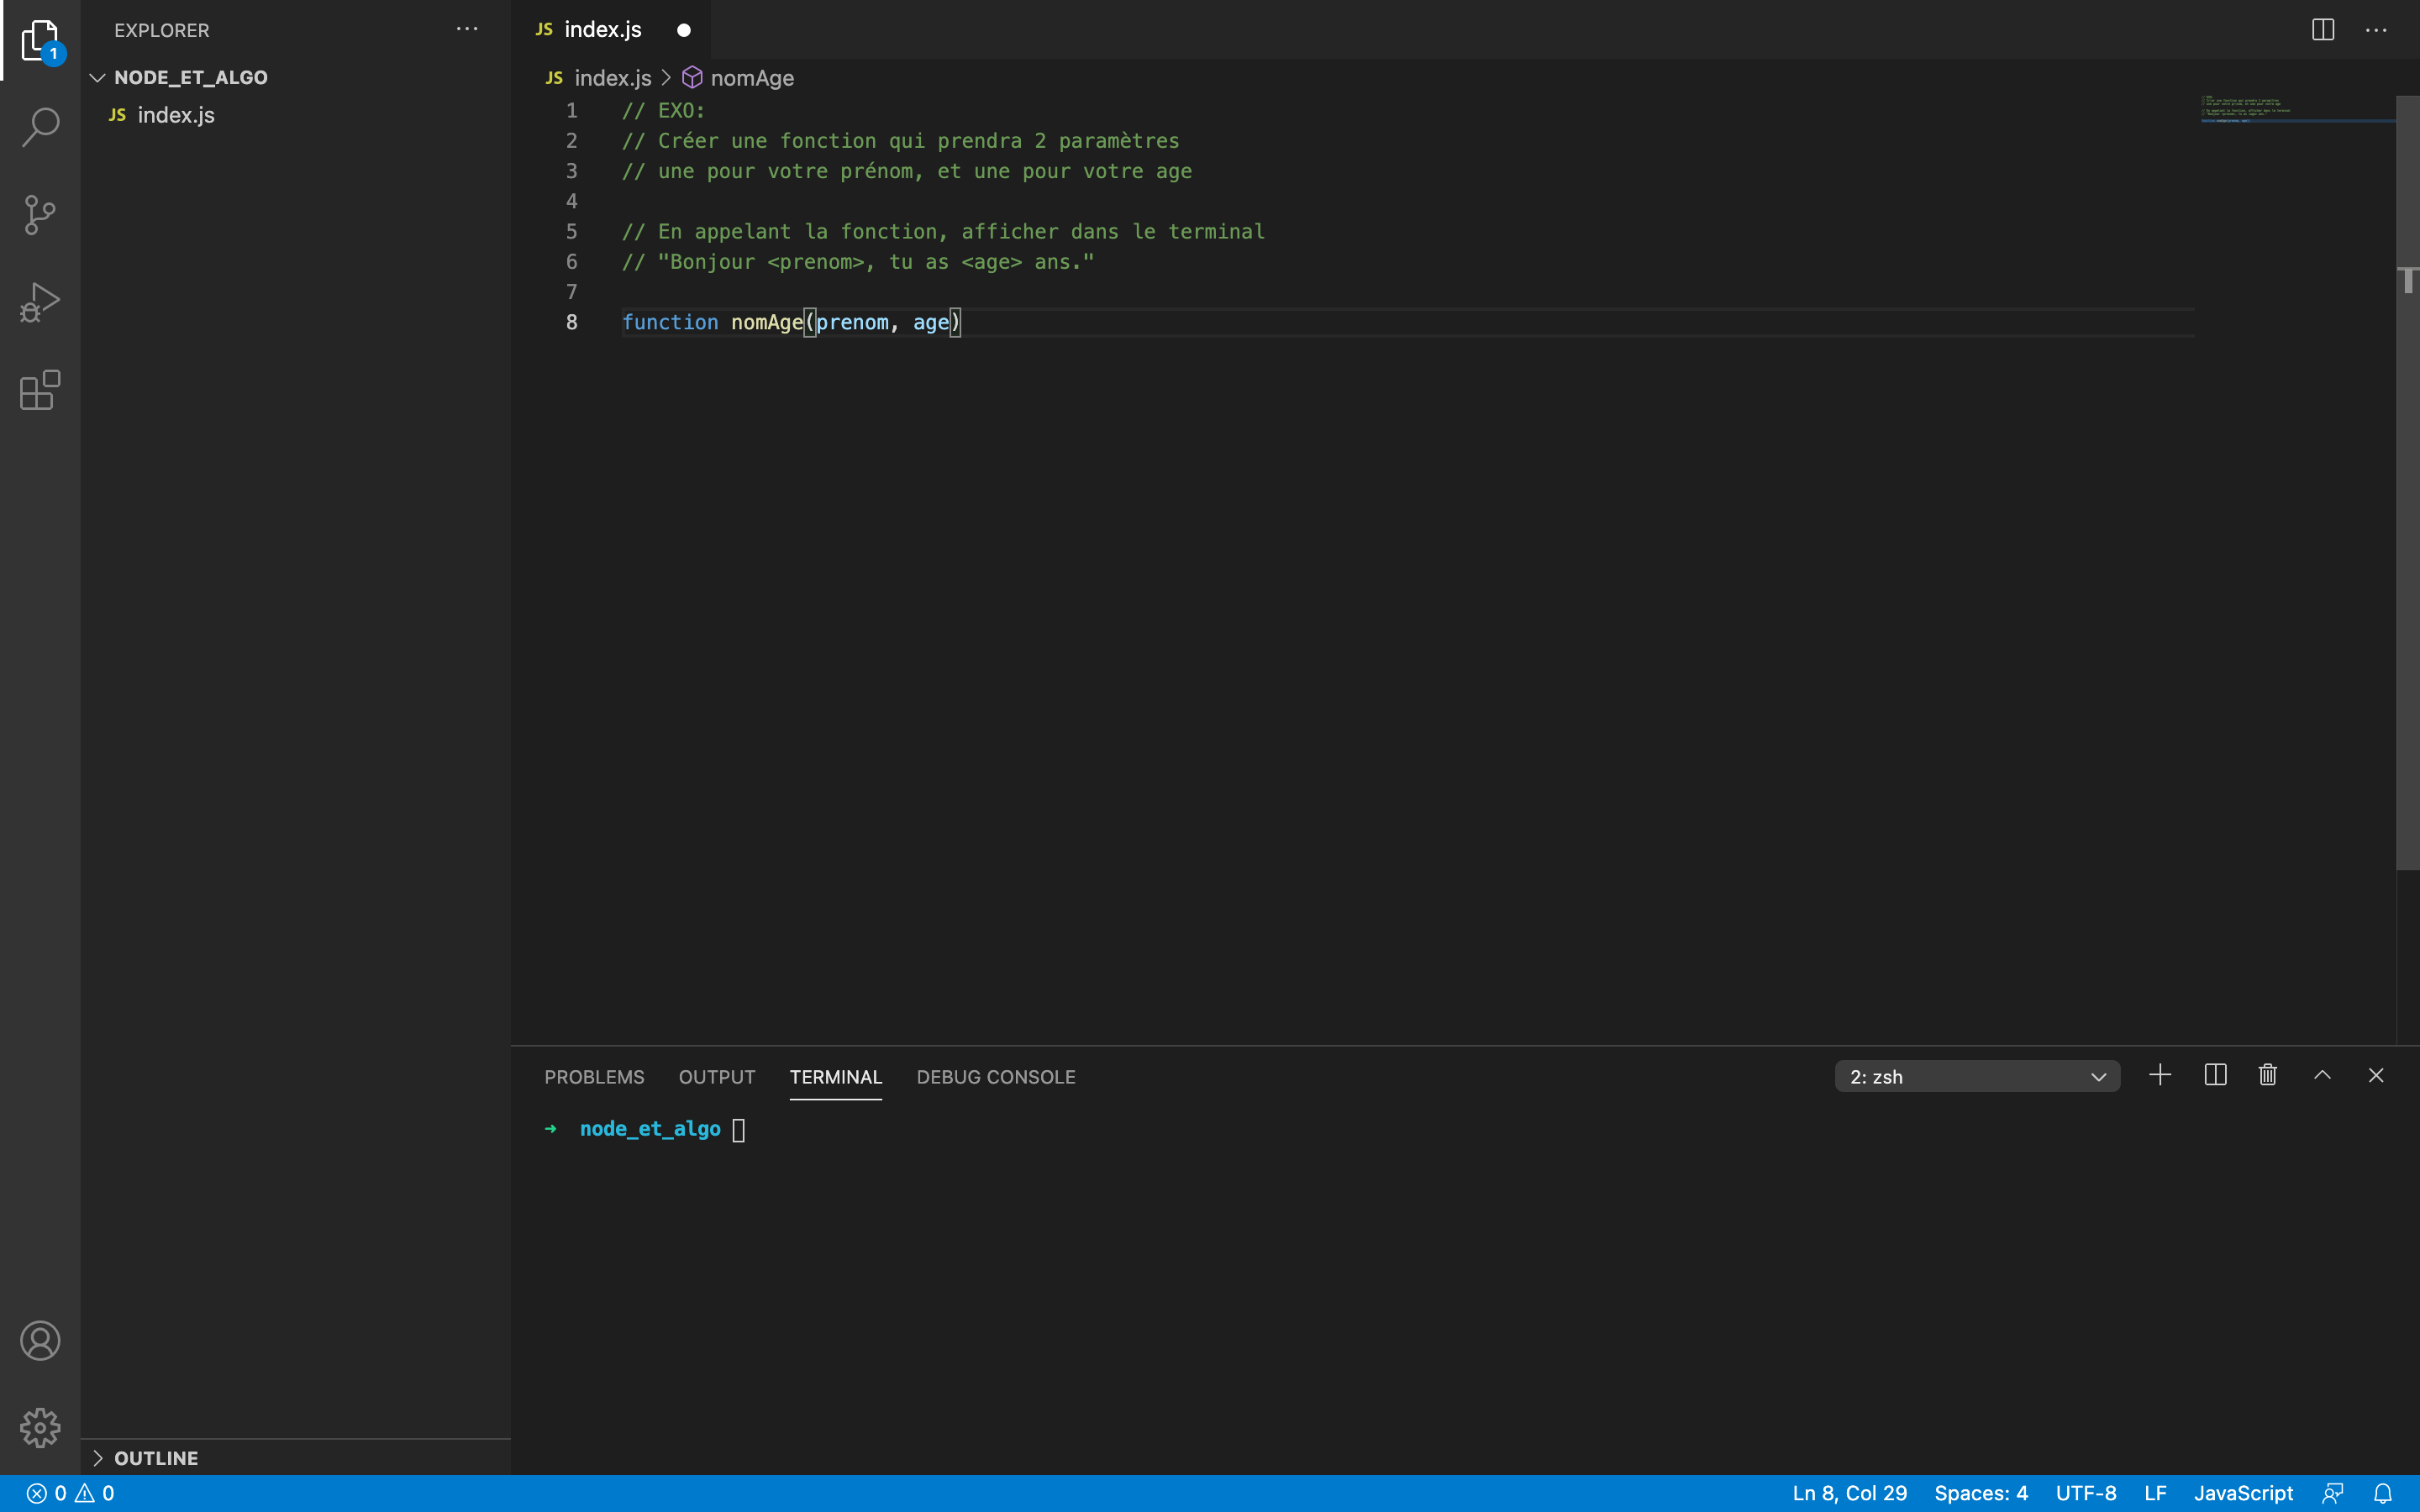 EXPLORER
NODE_ET_ALGO
JS index.js
1
JS index.js
JS index.js > nomAge
1 // EXO:
2 // Créer une fonction qui prendra 2 paramètres
3 // une pour votre prénom, et une pour votre age
4
5 // En appelant la fonction, afficher dans le terminal
6 // "Bonjour <prenom>, tu as <age> ans."
7
8 function nomAge(prenom, age)
PROBLEMS OUTPUT TERMINAL DEBUG CONSOLE 2: zsh
➜ node_et_algo
OUTLINE
0 0 Ln 8, Col 29 Spaces: 4 UTF-8 LF JavaScript